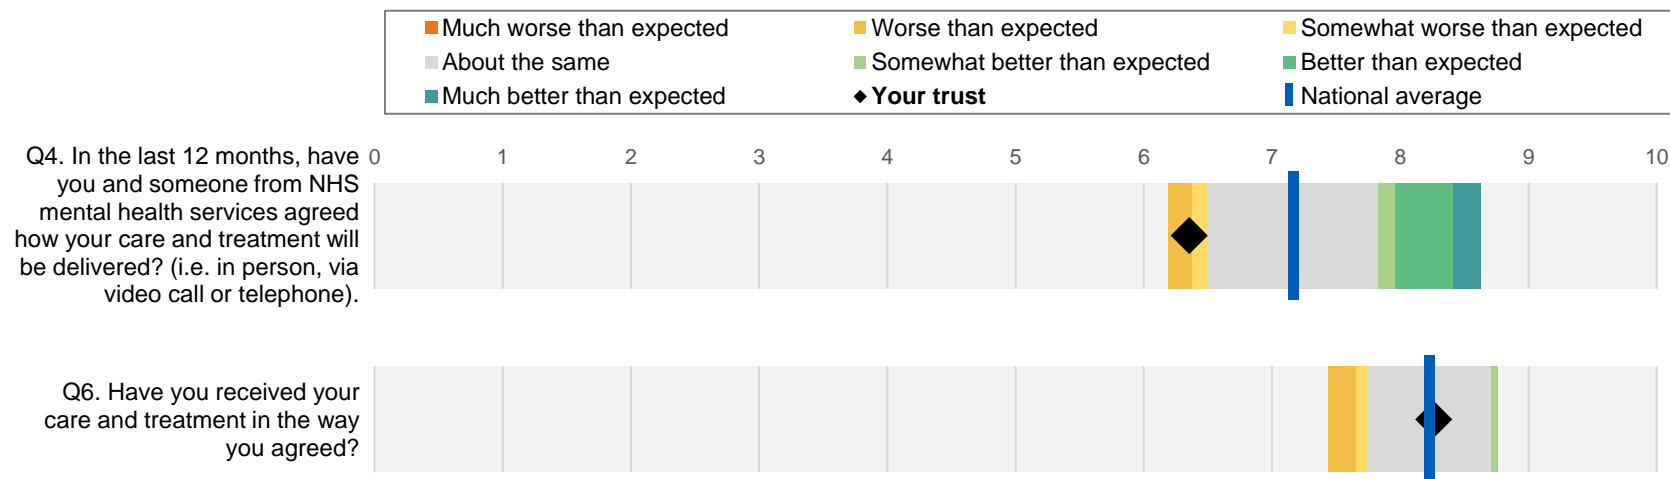 Much worse than expected Worse than expected Somewhat worse than expected
About the same Somewhat better than expected Better than expected
Much better than expected Your trust National average
0 1 2 3 4 5 6 7 8 9 10
Q4. In the last 12 months, have
you and someone from NHS
mental health services agreed
how your care and treatment will
be delivered? (i.e. in person, via
video call or telephone).
Q6. Have you received your
care and treatment in the way
you agreed?